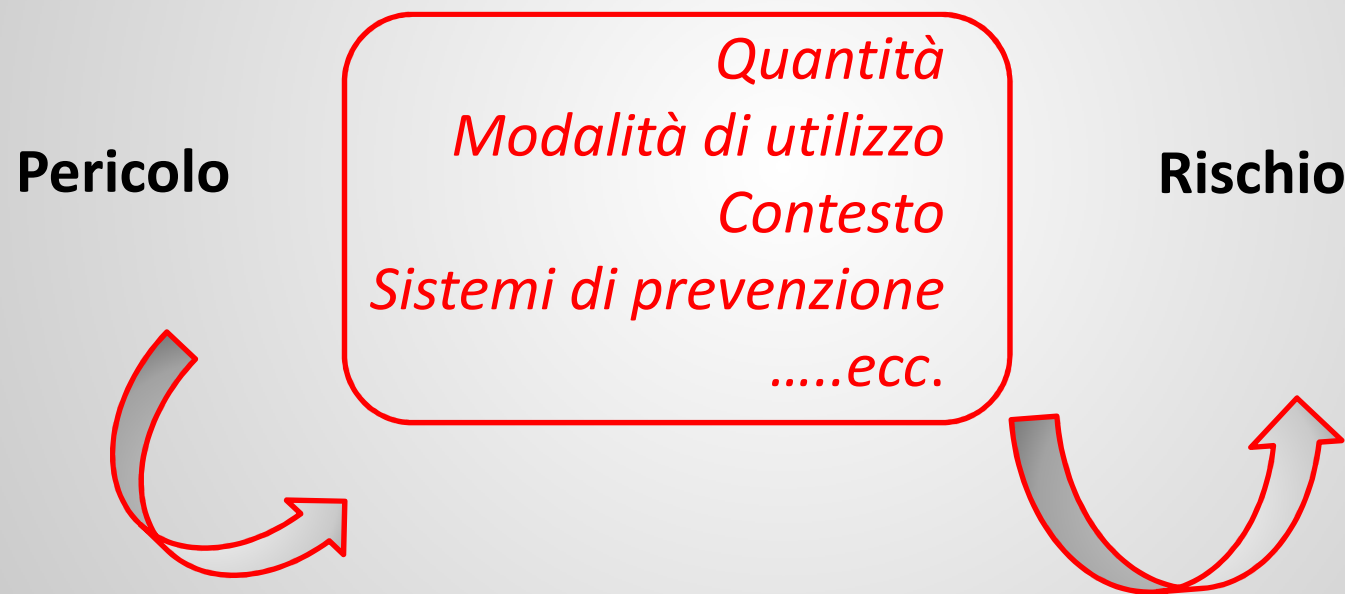 Pericolo
Quantità
Modalità di utilizzo
Contesto
Sistemi di prevenzione
…..ecc.
Rischio